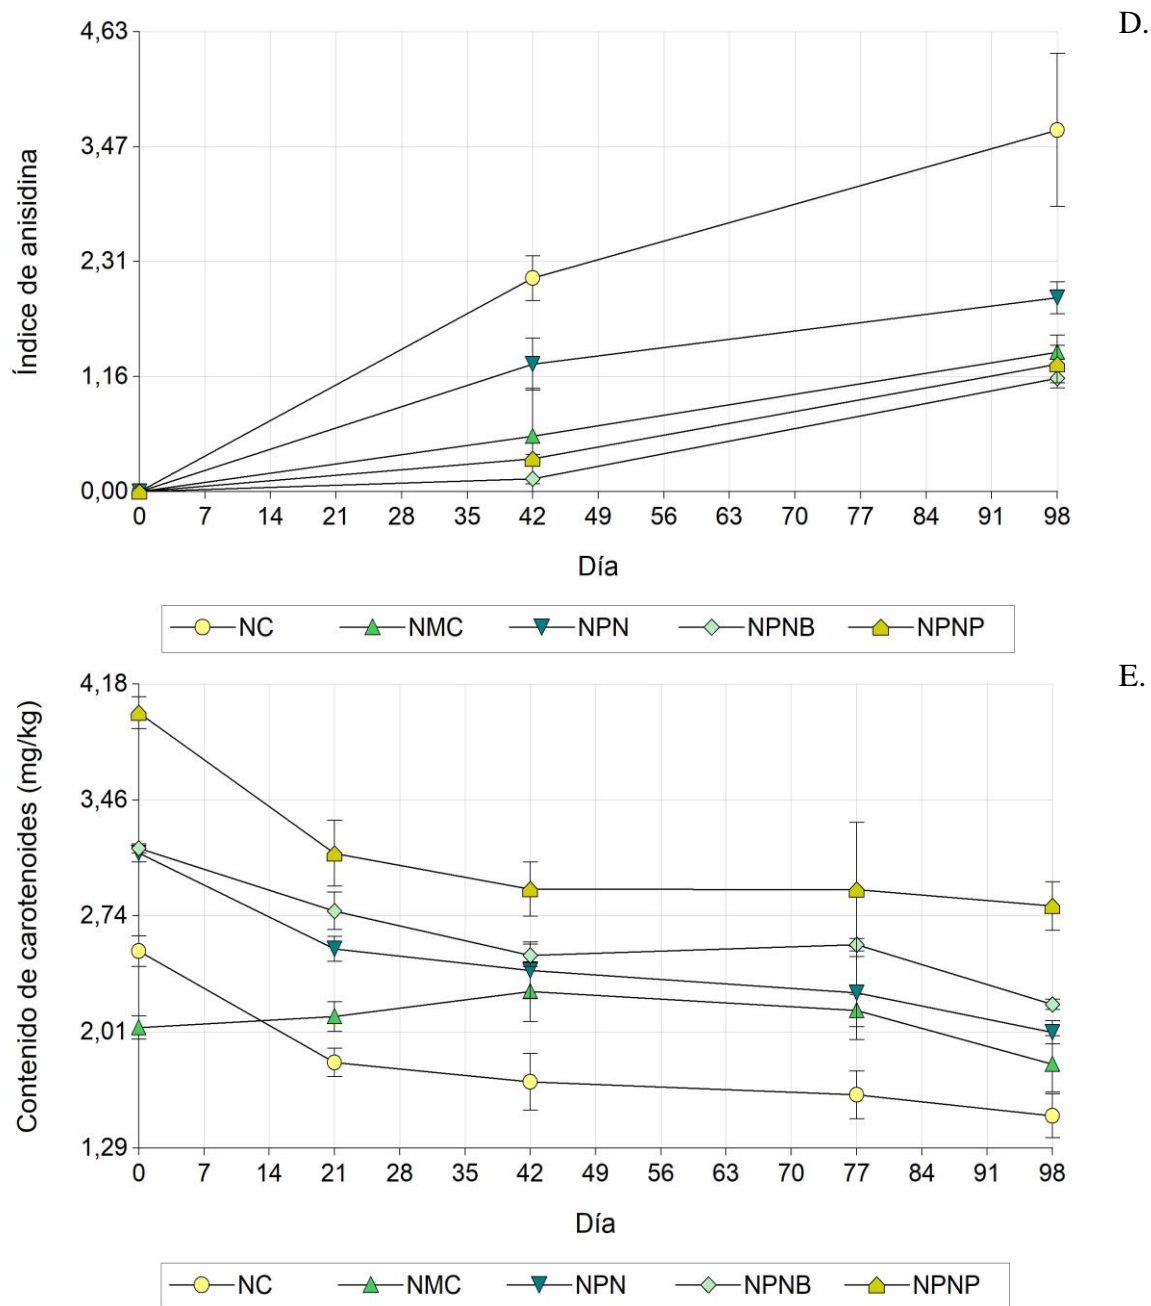 D.
4,63
3,47
2,31
1,16
0,00
Índice de anisidina
0 7 14 21 28 35 42 49 56 63 70 77 84 91 98
Día
NC NMC NPN NPNB NPNP
E.
4,18
3,46
2,74
2,01
1,29
Contenido de carotenoides (mg/kg)
0 7 14 21 28 35 42 49 56 63 70 77 84 91 98
Día
NC NMC NPN NPNB NPNP